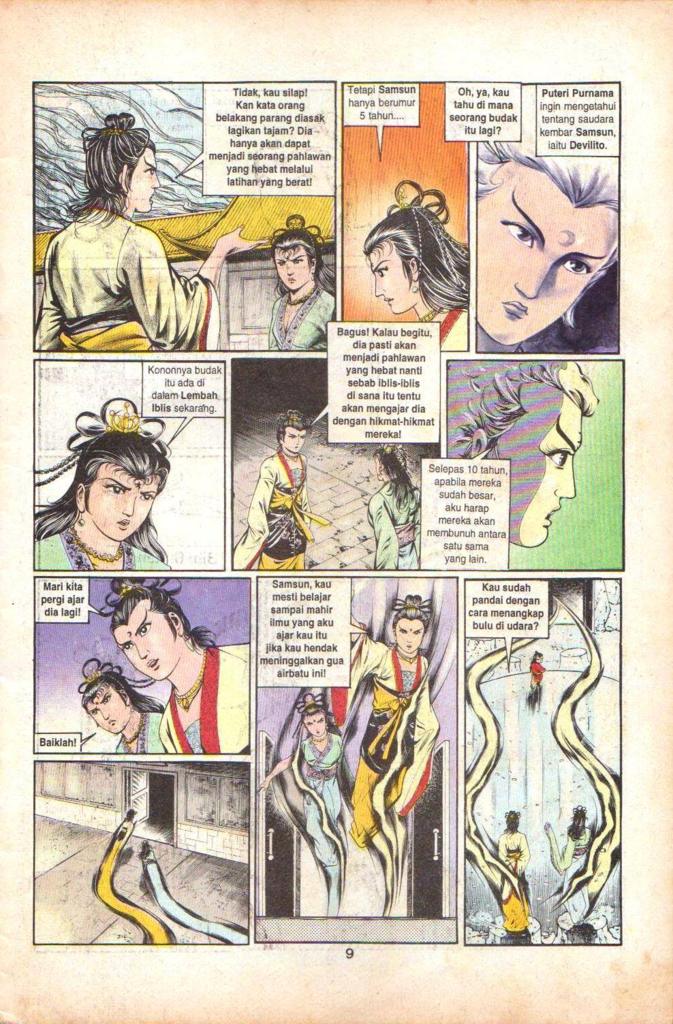 Tidak, kau silap!
Kan kata orang
belakang parang diasak
lagikan tajam? Dia
hanya akan dapat
menjadi seorang pahlawan
yang hebat melalui
latihan yang berat!
Tetapi Samsun
hanya berumur
5 tahun....
Oh, ya, kau
tahu di mana
seorang budak
itu lagi?
Puteri Purnama
ingin mengetahui
tentang saudara
kembar Samsun,
iaitu Devilito.
Kononnya budak
itu ada di
dalam Lembah
Iblis sekarang.
Bagus! Kalau begitu,
dia pasti akan
menjadi pahlawan
yang hebat nanti
sebab iblis-iblis
di sana itu tentu
akan mengajar dia
dengan hikmat-hikmat
mereka!
Selepas 10 tahun,
apabila mereka
sudah besar,
aku harap
mereka akan
membunuh antara
satu sama
yang lain.
Mari kita
pergi ajar
dia lagi!
Baiklah!
Samsun, kau
mesti belajar
sampai mahir
ilmu yang aku
ajar kau itu
jika kau hendak
meninggalkan gua
airbatu ini!
Kau sudah
pandai dengan
cara menangkap
bulu di udara?
9